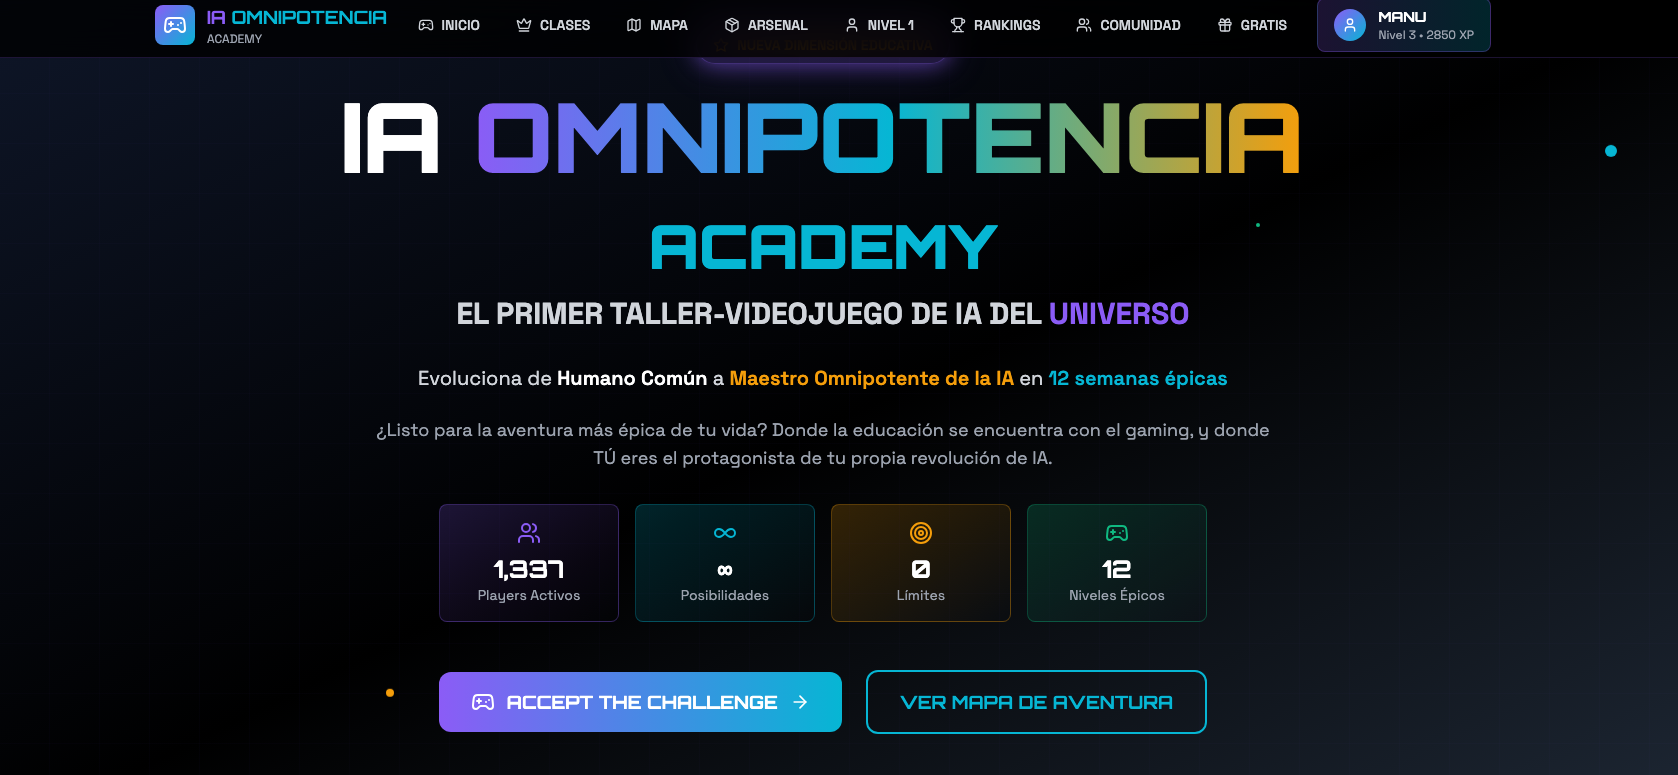 IA OMNIPOTENCIA
ACADEMY
INICIO
CLASES
MAPA
ARSENAL
NIVEL 1
RANKINGS
COMUNIDAD
GRATIS
MANU
Nivel 3 • 2850 XP
NUEVA DIMENSIÓN EDUCATIVA
IA OMNIPOTENCIA
ACADEMY
EL PRIMER TALLER-VIDEOJUEGO DE IA DEL UNIVERSO
Evoluciona de Humano Común a Maestro Omnipotente de la IA en 12 semanas épicas
¿Listo para la aventura más épica de tu vida? Donde la educación se encuentra con el gaming, y donde
TÚ eres el protagonista de tu propia revolución de IA.
1,337
Players Activos
∞
Posibilidades
0
Límites
12
Niveles Épicos
ACCEPT THE CHALLENGE
VER MAPA DE AVENTURA